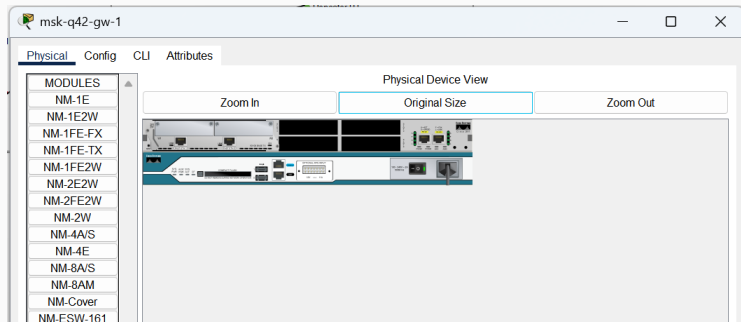 msk-q42-gw-1
Physical Config CLI Attributes
MODULES
NM-1E
NM-1E2W
NM-1FE-FX
NM-1FE-TX
NM-1FE2W
NM-2E2W
NM-2FE2W
NM-2W
NM-4A/S
NM-4E
NM-8A/S
NM-8AM
NM-Cover
NM-ESW-161
Physical Device View
Zoom In Original Size Zoom Out